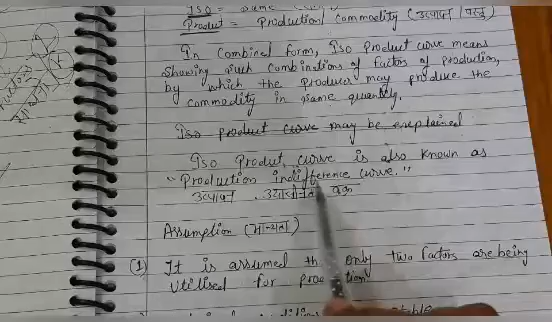 ISO = Same
Product = Production/Commodity (उत्पादन / वस्तु)
In Combined form, Iso Product curve means
Showing such Combinations of factors of production,
by which the Producer may produce the
commodity in same quantity.
Iso product curve may be explained
Iso Product curve is also known as
"Production indifference curve."
उत्पादन उदासीनता वक्र
Assumption (मान्यता)
(1) It is assumed th only two factors are being
utilised for production